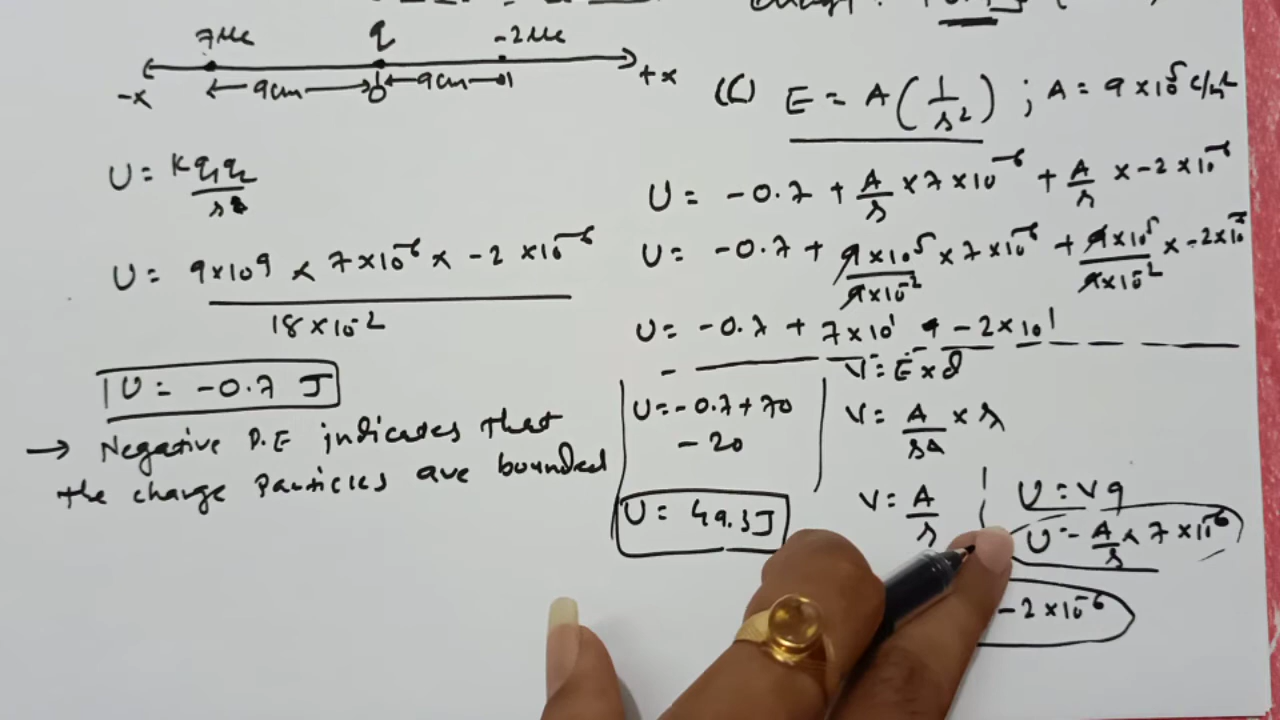 7μc q -2μc
-x ←9cm→ 0 ←9cm→ +x
U = Kq₁q₂/r
U = 9×10⁹ × 7×10⁻⁶ × -2×10⁻⁶
18×10⁻²
U = -0.7 J
→ Negative P.E indicates that
the charge particles are bounded
(C) E = A(1/r²) ; A = 9×10⁵ C/m²
U = -0.7 + A/r × 7×10⁻⁶ + A/r × -2×10⁻⁶
U = -0.7 + 9×10⁵/9×10⁻² × 7×10⁻⁶ + 9×10⁵/9×10⁻² × -2×10⁻⁶
U = -0.7 + 7×10¹ + -2×10¹
U = -0.7+70
-20
U = 49.3J
V = E×d
V = A/r² × r
V = A/r
U = Vq
U = A/r × 7×10⁻⁶
-2×10⁻⁶